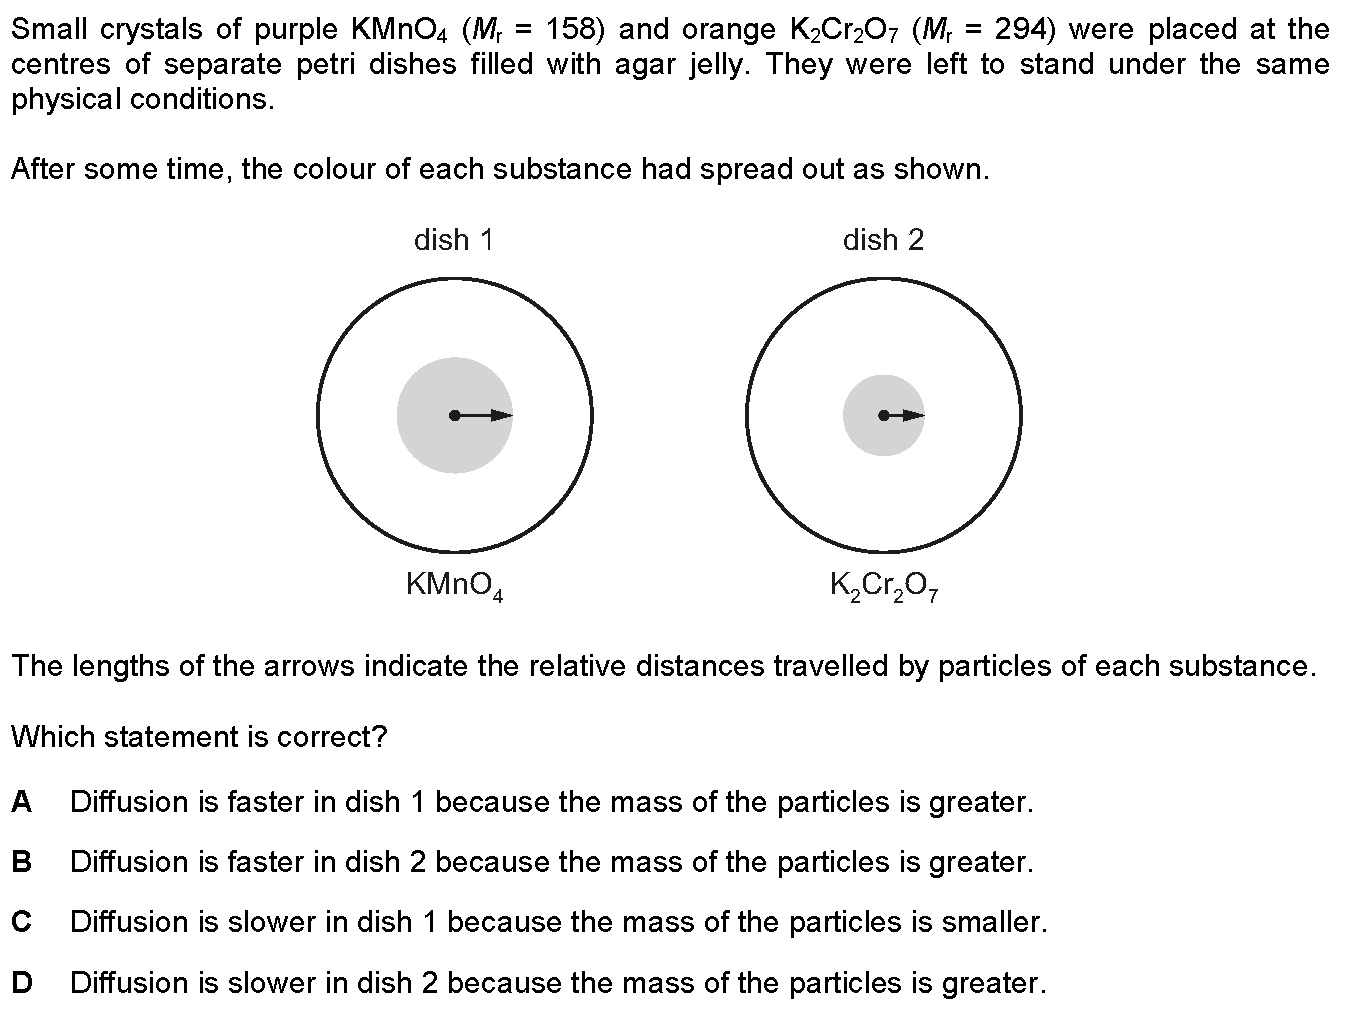 Small crystals of purple KMnO₄ (Mᵣ = 158) and orange K₂Cr₂O₇ (Mᵣ = 294) were placed at the
centres of separate petri dishes filled with agar jelly. They were left to stand under the same
physical conditions.
After some time, the colour of each substance had spread out as shown.
dish 1
dish 2
KMnO₄
K₂Cr₂O₇
The lengths of the arrows indicate the relative distances travelled by particles of each substance.
Which statement is correct?
A Diffusion is faster in dish 1 because the mass of the particles is greater.
B Diffusion is faster in dish 2 because the mass of the particles is greater.
C Diffusion is slower in dish 1 because the mass of the particles is smaller.
D Diffusion is slower in dish 2 because the mass of the particles is greater.